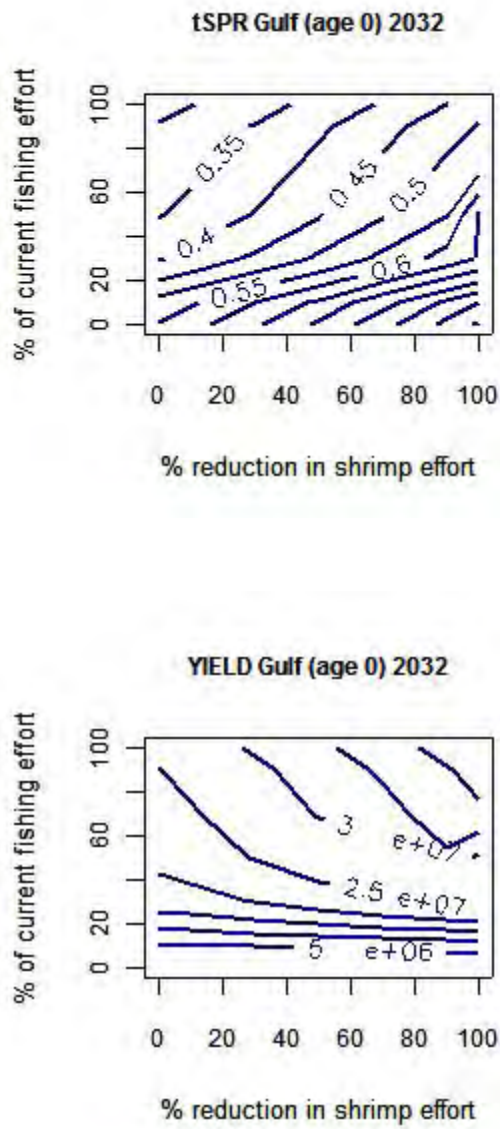 tSPR Gulf (age 0) 2032
% of current fishing effort
100
60
20
0
0.35
0.4
0.45
0.5
0.55
0.6
0 20 40 60 80 100
% reduction in shrimp effort
YIELD Gulf (age 0) 2032
% of current fishing effort
100
60
20
0
3 e+07
2.5 e+07
5 e+06
0 20 40 60 80 100
% reduction in shrimp effort